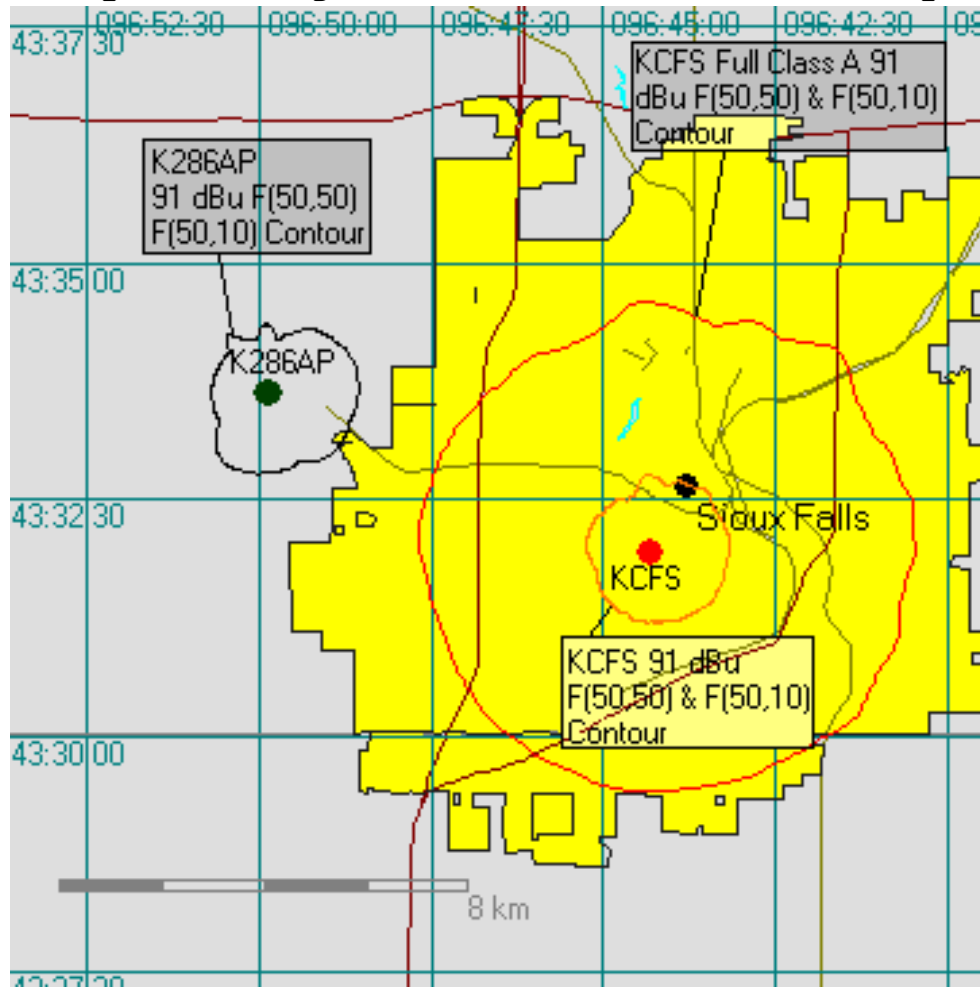 096:52:30
096:50:00
096:45:00
096:42:30
43:37 30
KCFS Full Class A 91
dBu F(50,50) & F(50,10)
Contour
K286AP
91 dBu F(50,50)
F(50,10) Contour
43:35 00
K286AP
43:32 30
Sioux Falls
KCFS
KCFS 91 dBu
F(50,50) & F(50,10)
Contour
43:30 00
8 km